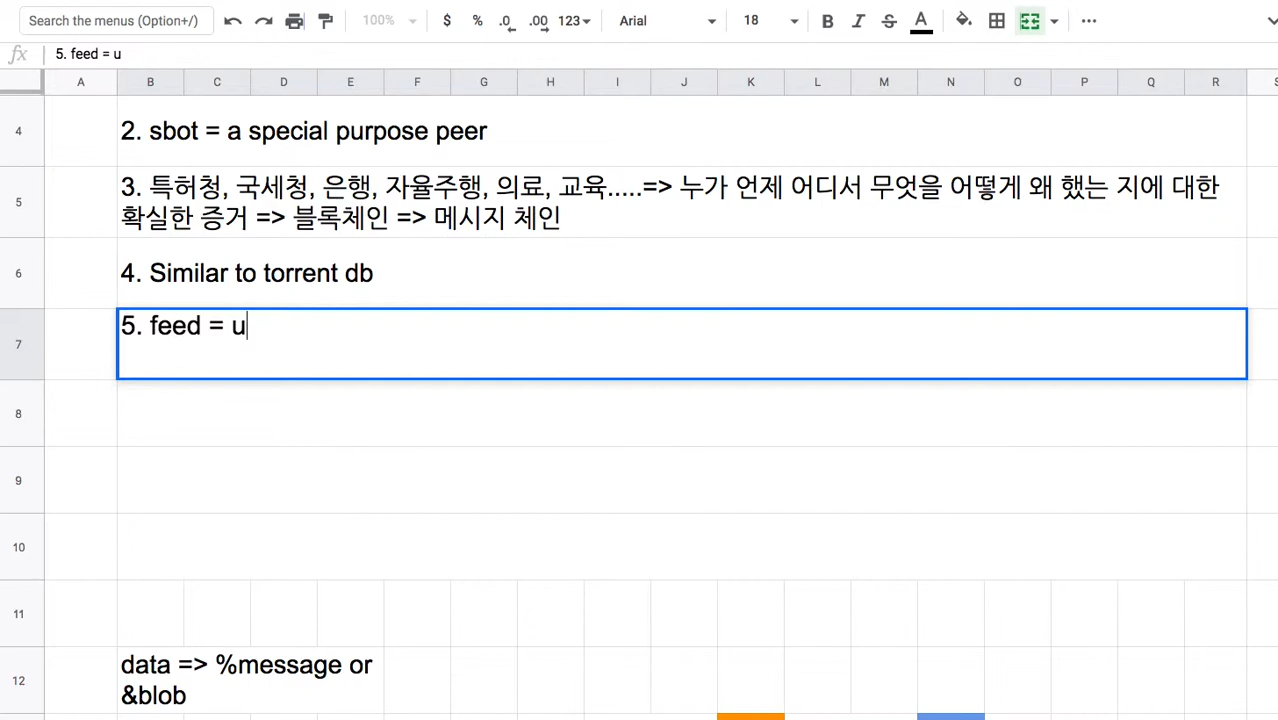 Search the menus (Option+/)
100%
$
%
.0
.00
123
Arial
18
B
I
S
A
fx
5. feed = u
A B C D E F G H I J K L M N O P Q R S
4
2. sbot = a special purpose peer
5
3. 특허청, 국세청, 은행, 자율주행, 의료, 교육.....=> 누가 언제 어디서 무엇을 어떻게 왜 했는 지에 대한
확실한 증거 => 블록체인 => 메시지 체인
6
4. Similar to torrent db
7
5. feed = u
8
9
10
11
12
data => %message or
&blob